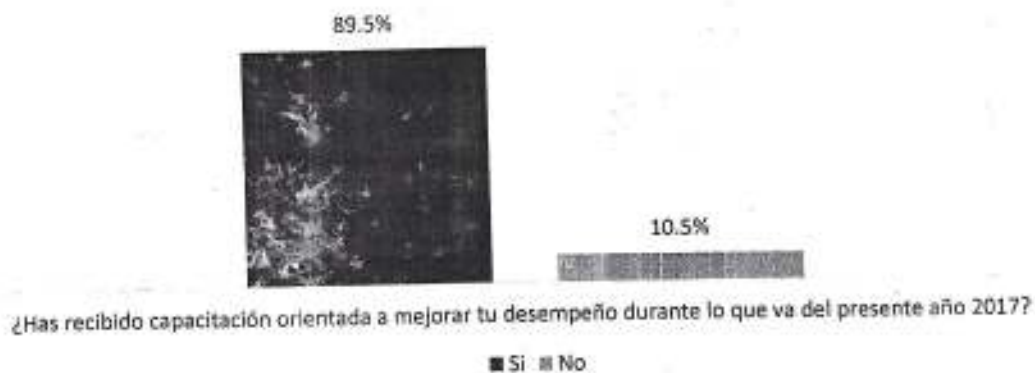 89.5%
10.5%
¿Has recibido capacitación orientada a mejorar tu desempeño durante lo que va del presente año 2017?
Si No